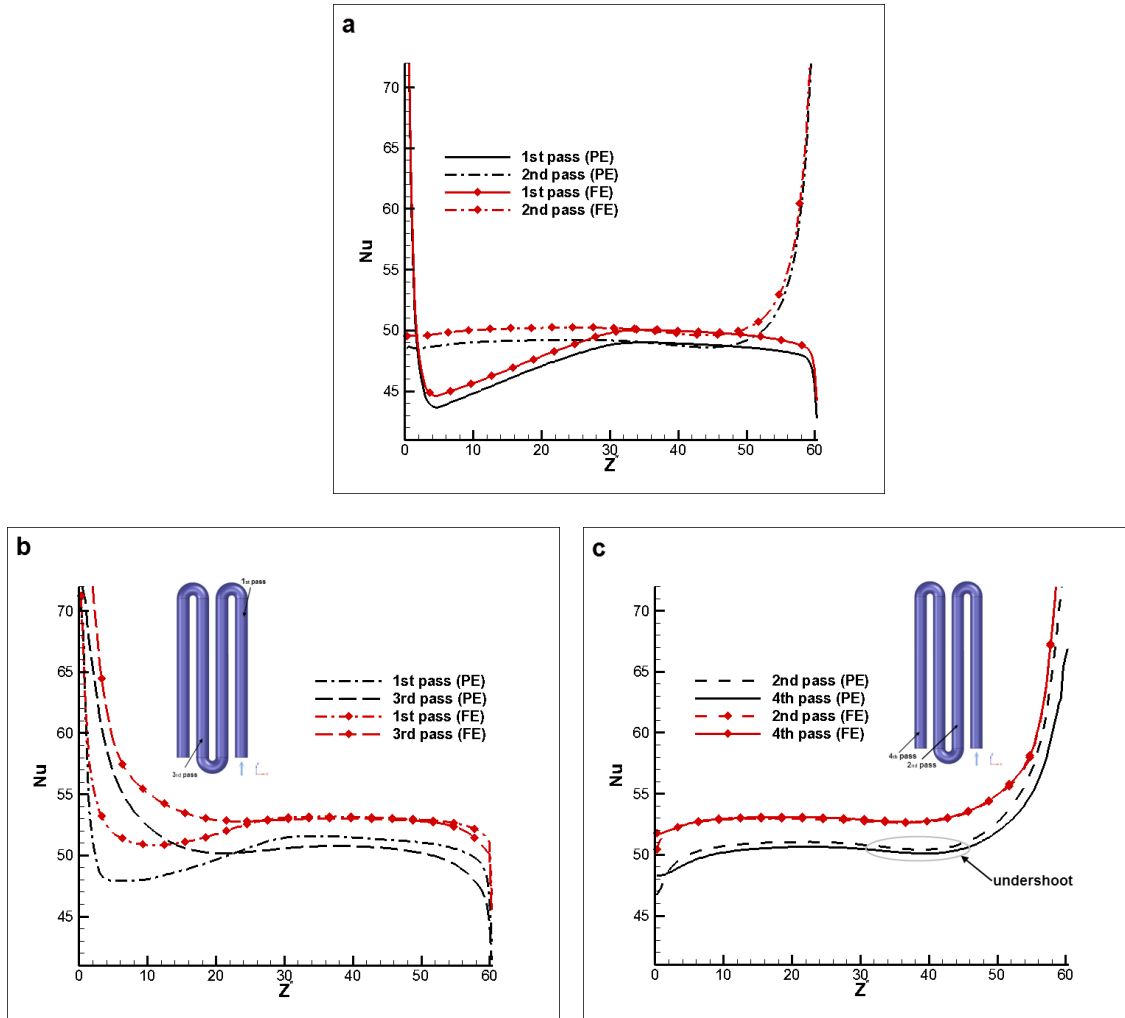 a
70
65
60
55
50
45
Nu
1st pass (PE)
2nd pass (PE)
1st pass (FE)
2nd pass (FE)
0 10 20 30 40 50 60
Z*
b
70
65
60
55
50
45
Nu
1st pass
3rd pass
1st pass (PE)
3rd pass (PE)
1st pass (FE)
3rd pass (FE)
0 10 20 30 40 50 60
Z*
c
70
65
60
55
50
45
Nu
2nd pass (PE)
4th pass (PE)
2nd pass (FE)
4th pass (FE)
4th pass
2nd pass
undershoot
0 10 20 30 40 50 60
Z*